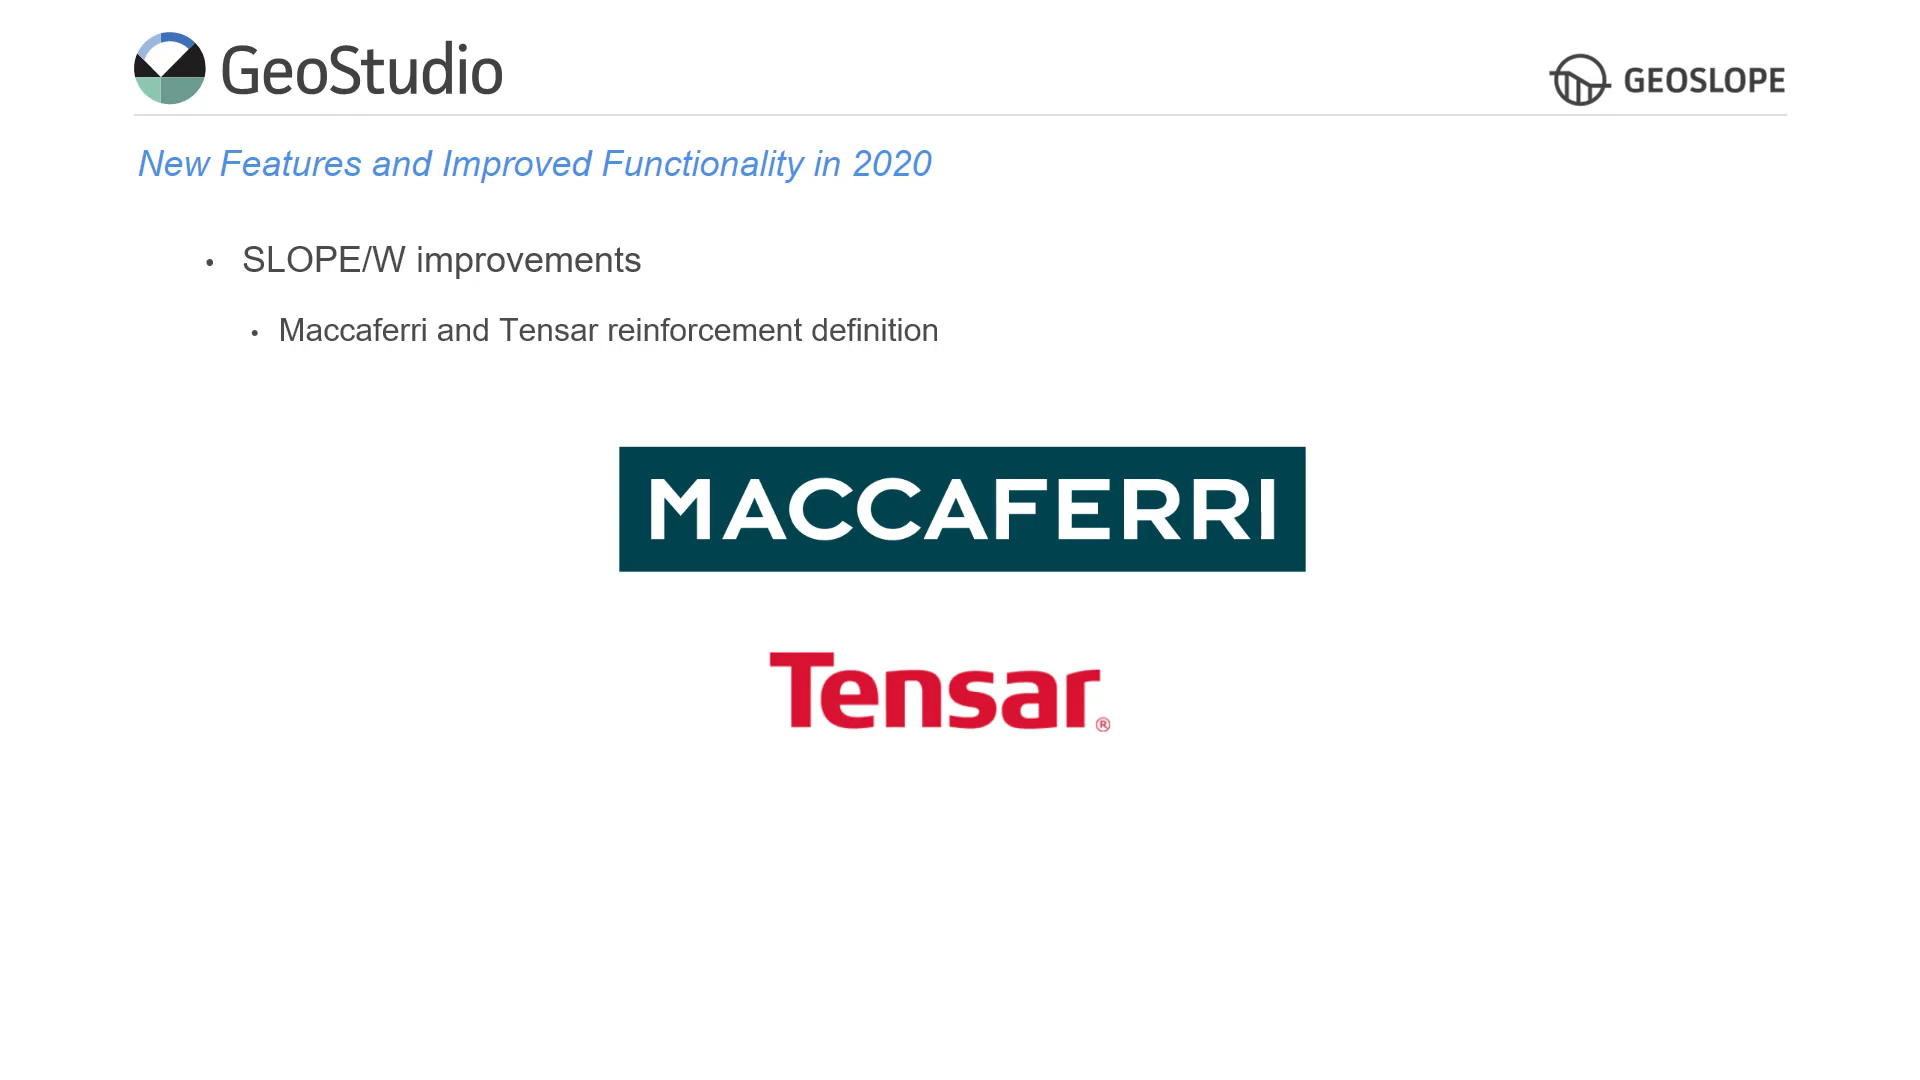 GeoStudio
GEOSLOPE
New Features and Improved Functionality in 2020
• SLOPE/W improvements
• Maccaferri and Tensar reinforcement definition
MACCAFERRI
Tensar®